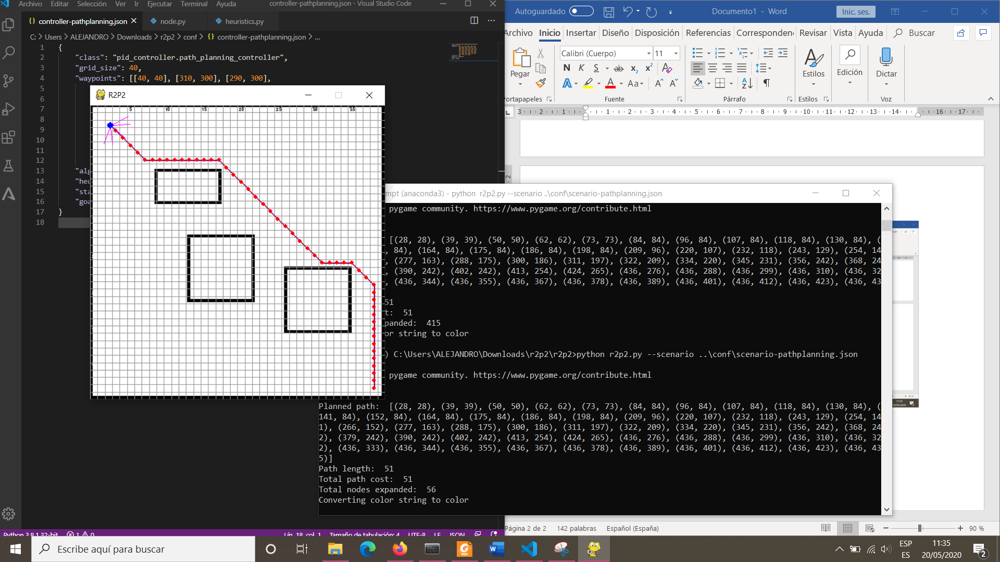 Archivo Editar Selección Ver Ir Ejecutar Terminal Ayuda controller-pathplanning.json - Visual Studio Code
controller-pathplanning.json node.py heuristics.py
C: > Users > ALEJANDRO > Downloads > r2p2 > conf > {} controller-pathplanning.json > ...
1 {
2 "class": "pid_controller.path_planning_controller",
3 "grid_size": 40,
4 "waypoints": [[40, 40], [310, 300], [290, 300],
5
6
7
8
9
10
11
12
13 "alg
14 "heu
15 "sta
16 "goa
17 }
18
Python 3.8.1 32-bit 1 0 Lín. 18, col. 1 Tamaño de tabulación: 4 UTF-8 LF JSON
R2P2
5 10 15 20 25 30 35
Autoguardado Documento1 - Word Inic. ses.
Archivo Inicio Insertar Diseño Disposición Referencias Corresponden Revisar Vista Ayuda Buscar
Pegar
Calibri (Cuerpo) 11
N K S ab x₂ x²
A A Aa A A
Estilos Edición Dictar
Portapapeles Fuente Párrafo Estilos Voz
3 2 1 1 2 3 4 5 6 7 8 9 10 11 12 13 14 16 17
2
mpt (anaconda3) - python r2p2.py --scenario ..\conf\scenario-pathplanning.json
pygame community. https://www.pygame.org/contribute.html
[(28, 28), (39, 39), (50, 50), (62, 62), (73, 73), (84, 84), (96, 84), (107, 84), (118, 84), (130, 84), (
84), (164, 84), (175, 84), (186, 84), (198, 84), (209, 96), (220, 107), (232, 118), (243, 129), (254, 14
, (277, 163), (288, 175), (300, 186), (311, 197), (322, 209), (334, 220), (345, 231), (356, 242), (368, 24
, (390, 242), (402, 242), (413, 254), (424, 265), (436, 276), (436, 288), (436, 299), (436, 310), (436, 32
, (436, 344), (436, 355), (436, 367), (436, 378), (436, 389), (436, 401), (436, 412), (436, 423), (436, 43
51
t: 51
panded: 415
or string to color
) C:\Users\ALEJANDRO\Downloads\r2p2\r2p2>python r2p2.py --scenario ..\conf\scenario-pathplanning.json
pygame community. https://www.pygame.org/contribute.html
Planned path: [(28, 28), (39, 39), (50, 50), (62, 62), (73, 73), (84, 84), (96, 84), (107, 84), (118, 84), (130, 84), (
141, 84), (152, 84), (164, 84), (175, 84), (186, 84), (198, 84), (209, 96), (220, 107), (232, 118), (243, 129), (254, 14
1), (266, 152), (277, 163), (288, 175), (300, 186), (311, 197), (322, 209), (334, 220), (345, 231), (356, 242), (368, 24
2), (379, 242), (390, 242), (402, 242), (413, 254), (424, 265), (436, 276), (436, 288), (436, 299), (436, 310), (436, 32
2), (436, 333), (436, 344), (436, 355), (436, 367), (436, 378), (436, 389), (436, 401), (436, 412), (436, 423), (436, 43
5)]
Path length: 51
Total path cost: 51
Total nodes expanded: 56
Converting color string to color
Página 2 de 2 142 palabras Español (España) 90 %
Escribe aquí para buscar
ESP
ES
11:35
20/05/2020
2